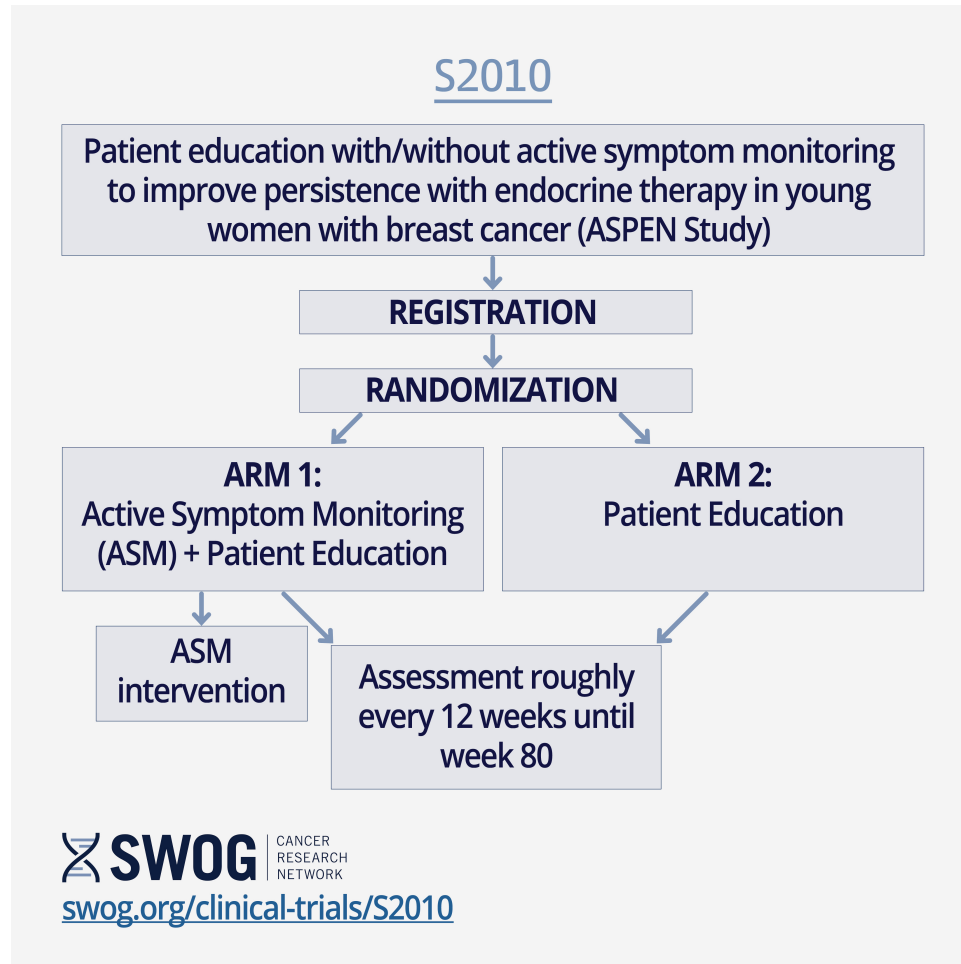 S2010
Patient education with/without active symptom monitoring
to improve persistence with endocrine therapy in young
women with breast cancer (ASPEN Study)
REGISTRATION
RANDOMIZATION
ARM 1:
Active Symptom Monitoring
(ASM) + Patient Education
ARM 2:
Patient Education
ASM
intervention
Assessment roughly
every 12 weeks until
week 80
SWOG
CANCER
RESEARCH
NETWORK
swog.org/clinical-trials/S2010